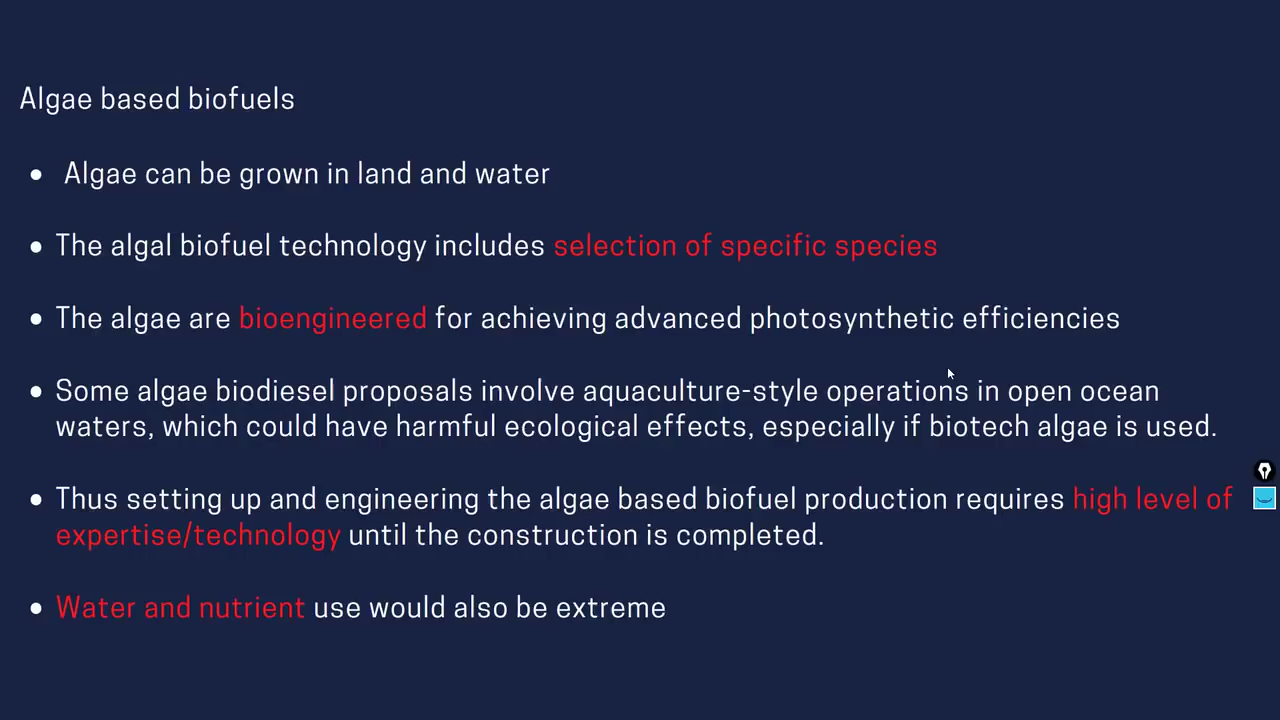 Algae based biofuels
• Algae can be grown in land and water
• The algal biofuel technology includes selection of specific species
• The algae are bioengineered for achieving advanced photosynthetic efficiencies
• Some algae biodiesel proposals involve aquaculture-style operations in open ocean
waters, which could have harmful ecological effects, especially if biotech algae is used.
• Thus setting up and engineering the algae based biofuel production requires high level of
expertise/technology until the construction is completed.
• Water and nutrient use would also be extreme